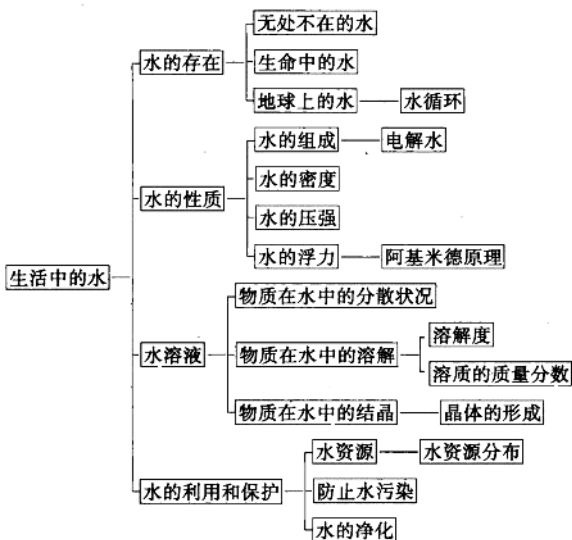 无处不在的水
水的存在
生命中的水
地球上的水
水循环
水的组成
电解水
水的密度
水的性质
水的压强
水的浮力
阿基米德原理
生活中的水
物质在水中的分散状况
溶解度
水溶液
物质在水中的溶解
溶质的质量分数
物质在水中的结晶
晶体的形成
水资源
水资源分布
水的利用和保护
防止水污染
水的净化